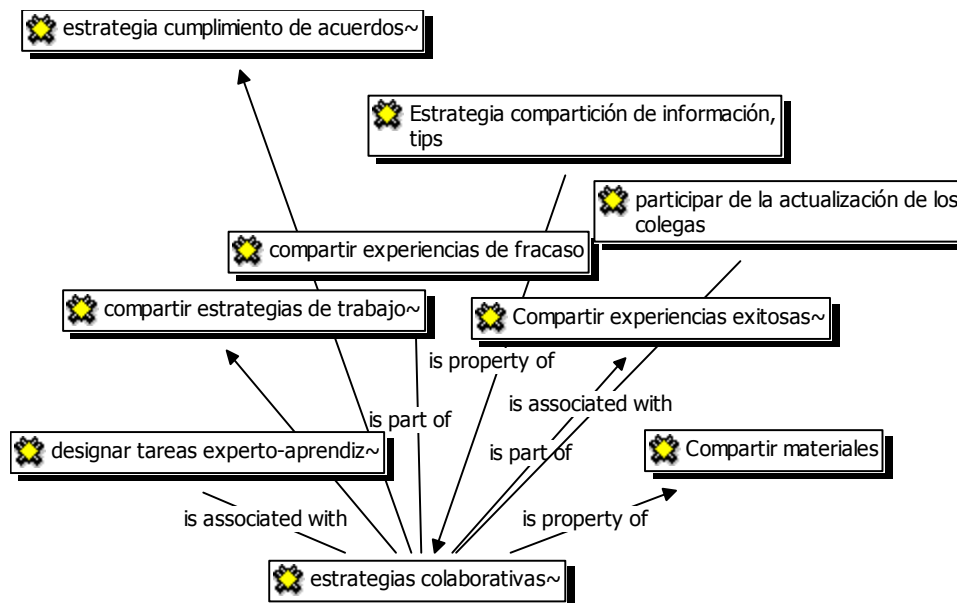 estrategia cumplimiento de acuerdos~
Estrategia compartición de información,
tips
participar de la actualización de los
colegas
compartir experiencias de fracaso
compartir estrategias de trabajo~
Compartir experiencias exitosas~
is property of
is associated with
is part of
is part of
designar tareas experto-aprendiz~
Compartir materiales
is associated with
is property of
estrategias colaborativas~